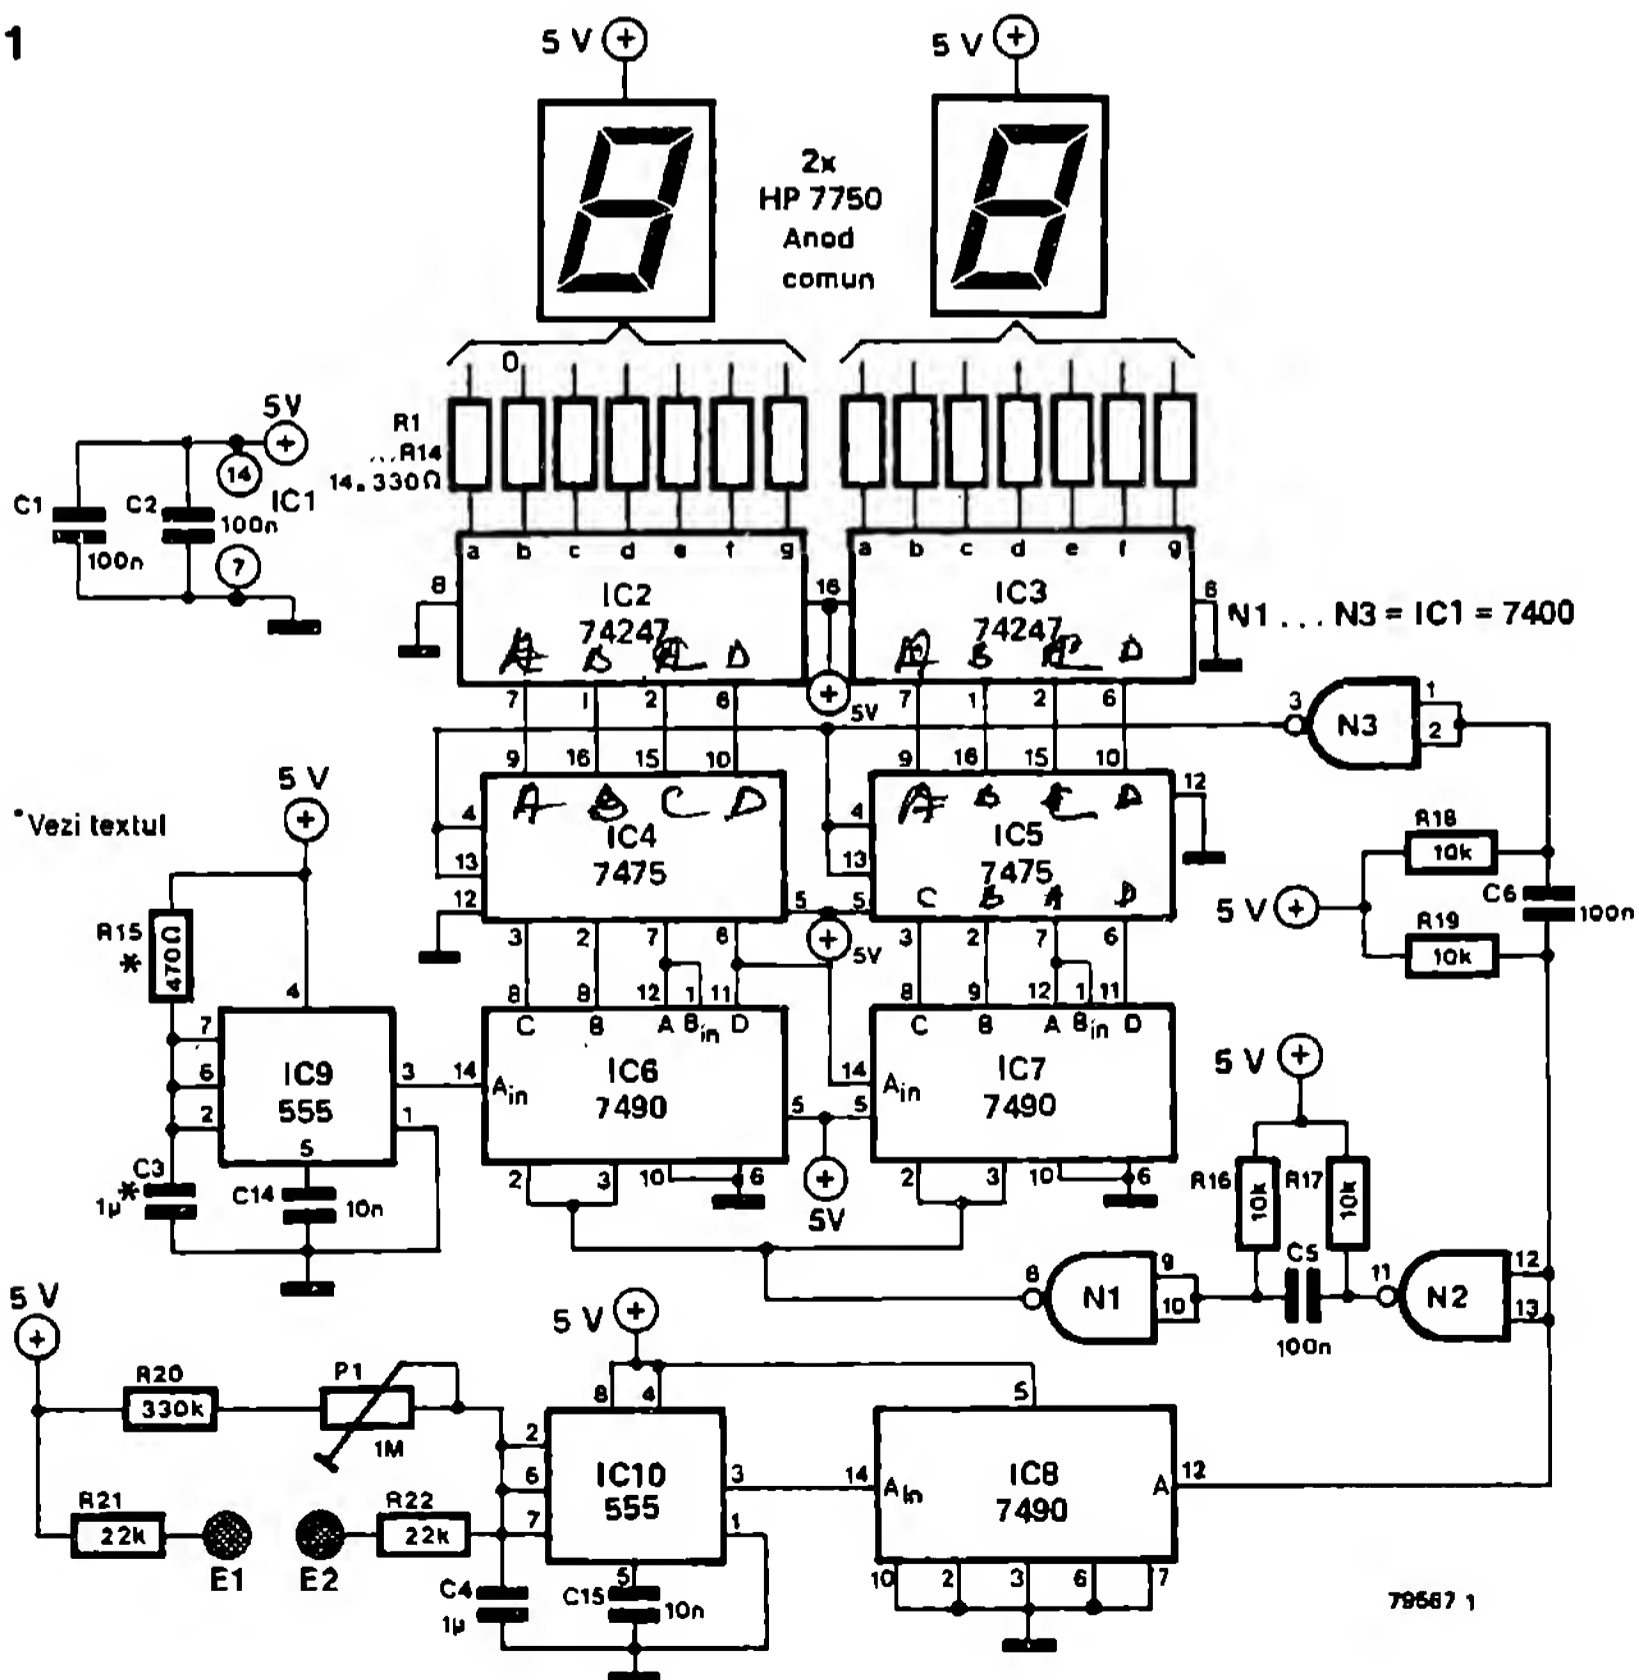 1
5 V + 5 V +
2x
HP 7750
Anod
comun
0
5V
+
14
IC1
C1 C2
100n
100n
7
R1
...R14
14.330Ω
a b c d e f g a b c d e f g
8 IC2 16 IC3 8
74247 74247
N1 ... N3 = IC1 = 7400
A B C D A B C D
7 1 2 6 + 5V 7 1 2 6
3 N3 1
2
9 16 15 10 9 16 15 10
5 V
+
*Vezi textul
A B C D A B C D 12
4 IC4 4 IC5
13 7475 13 7475
12 5 5 C B A D
3 2 7 6 + 5V 3 2 7 6
R18
10k
5 V + C6
100n
R19
10k
R15
*
470Ω
4
8 8 12 1 11 8 9 12 1 11
C B A Bin D C B A Bin D
7
6 IC9 3 14 Ain IC6 14 Ain IC7
2 555 1 7490 5 5 7490
5
C3
* 1µ
C14 10n
2 3 10 6 + 5V 2 3 10 6
5 V +
R16 10k R17 10k
C5
100n
8 N1 9
10
11 N2 12
13
5 V
+
5 V +
R20
330k
P1
1M
8 4 5
2
6 IC10 3 14 Ain IC8 A 12
7 555 1 7490
R21
22k
E1 E2
R22
22k
C4
1µ
5
C15 10n
10 2 3 6 7
79567 1